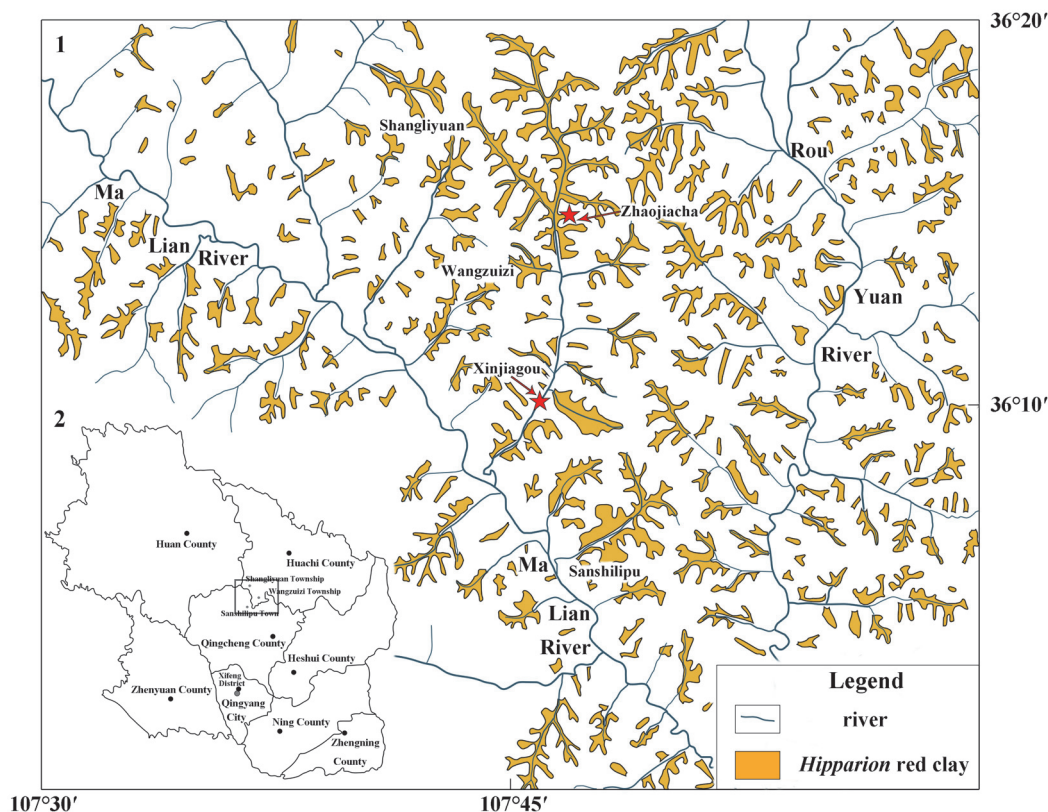 1
36°20′
Shangliyuan
Rou
Ma
Zhaojiacha
Lian
River
Wangzuizi
Yuan
River
Xinjiagou
36°10′
2
Huan County
Huachi County
Shangliyuan Township
Wangzuizi Township
Sanshilipu Town
Qingcheng County
Heshui County
Xifeng
District
Zhenyuan County
Qingyang
City
Ning County
Zhengning
County
Ma
Sanshilipu
Lian
River
Legend
river
Hipparion red clay
107°30′
107°45′